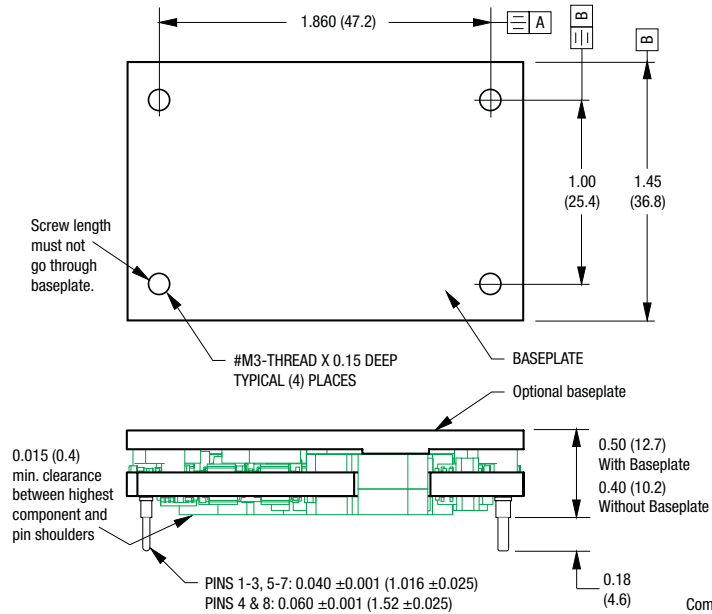 1.860 (47.2)
A
B
B
1.00
(25.4)
1.45
(36.8)
Screw length
must not
go through
baseplate.
#M3-THREAD X 0.15 DEEP
TYPICAL (4) PLACES
BASEPLATE
Optional baseplate
0.015 (0.4)
min. clearance
between highest
component and
pin shoulders
0.50 (12.7)
With Baseplate
0.40 (10.2)
Without Baseplate
PINS 1-3, 5-7: 0.040 ±0.001 (1.016 ±0.025)
PINS 4 & 8: 0.060 ±0.001 (1.52 ±0.025)
0.18
(4.6)
Com